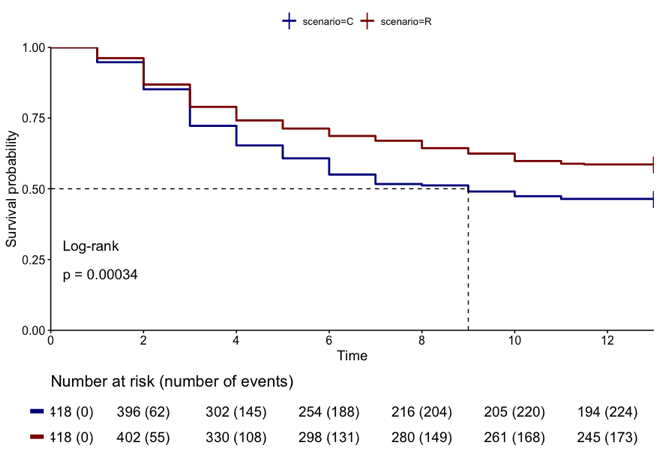 scenario=C scenario=R
1.00
0.75
Survival probability
0.50
Log-rank
0.25
p = 0.00034
0.00
0 2 4 6 8 10 12
Time
Number at risk (number of events)
418 (0) 396 (62) 302 (145) 254 (188) 216 (204) 205 (220) 194 (224)
418 (0) 402 (55) 330 (108) 298 (131) 280 (149) 261 (168) 245 (173)